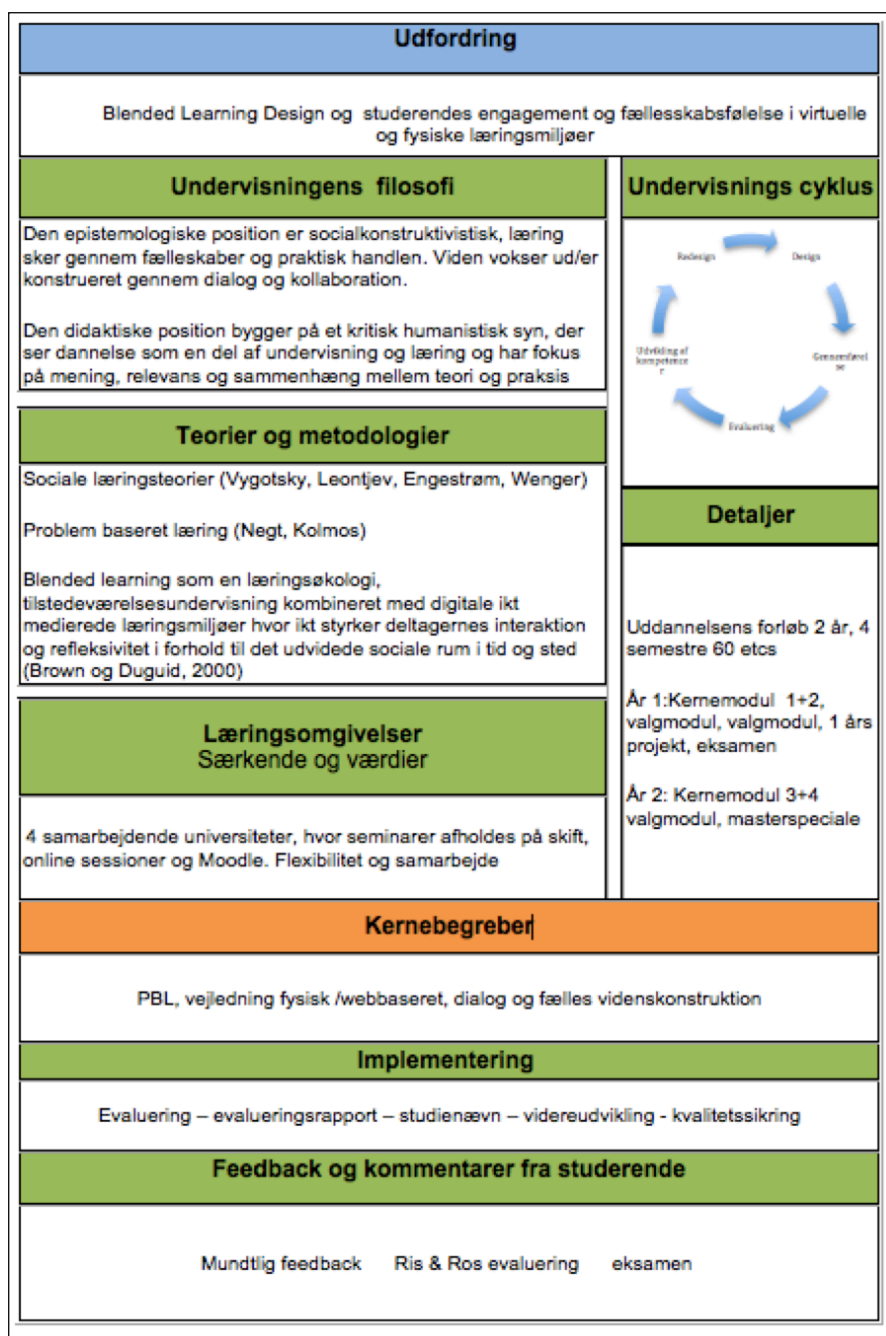 Udfordring
Blended Learning Design og studerendes engagement og fællesskabsfølelse i virtuelle
og fysiske læringsmiljøer
Undervisningens filosofi
Den epistemologiske position er socialkonstruktivistisk, læring
sker gennem fælleskaber og praktisk handlen. Viden vokser ud/er
konstrueret gennem dialog og kollaboration.
Den didaktiske position bygger på et kritisk humanistisk syn, der
ser dannelse som en del af undervisning og læring og har fokus
på mening, relevans og sammenhæng mellem teori og praksis
Teorier og metodologier
Sociale læringsteorier (Vygotsky, Leontjev, Engestrøm, Wenger)
Problem baseret læring (Negt, Kolmos)
Blended learning som en læringsøkologi,
tilstedeværelsesundervisning kombineret med digitale ikt
medierede læringsmiljøer hvor ikt styrker deltagernes interaktion
og refleksivitet i forhold til det udvidede sociale rum i tid og sted
(Brown og Duguid, 2000)
Læringsomgivelser
Særkende og værdier
4 samarbejdende universiteter, hvor seminarer afholdes på skift,
online sessioner og Moodle. Flexibilitet og samarbejde
Undervisnings cyklus
Redesign
Design
Gennemførel
se
Evaluering
Udvikling af
kompetence
r
Detaljer
Uddannelsens forløb 2 år, 4
semestre 60 etcs
År 1:Kernemodul 1+2,
valgmodul, valgmodul, 1 års
projekt, eksamen
År 2: Kernemodul 3+4
valgmodul, masterspeciale
Kernebegreber
PBL, vejledning fysisk /webbaseret, dialog og fælles videnskonstruktion
Implementering
Evaluering – evalueringsrapport – studienævn – videreudvikling - kvalitetssikring
Feedback og kommentarer fra studerende
Mundtlig feedback Ris & Ros evaluering eksamen